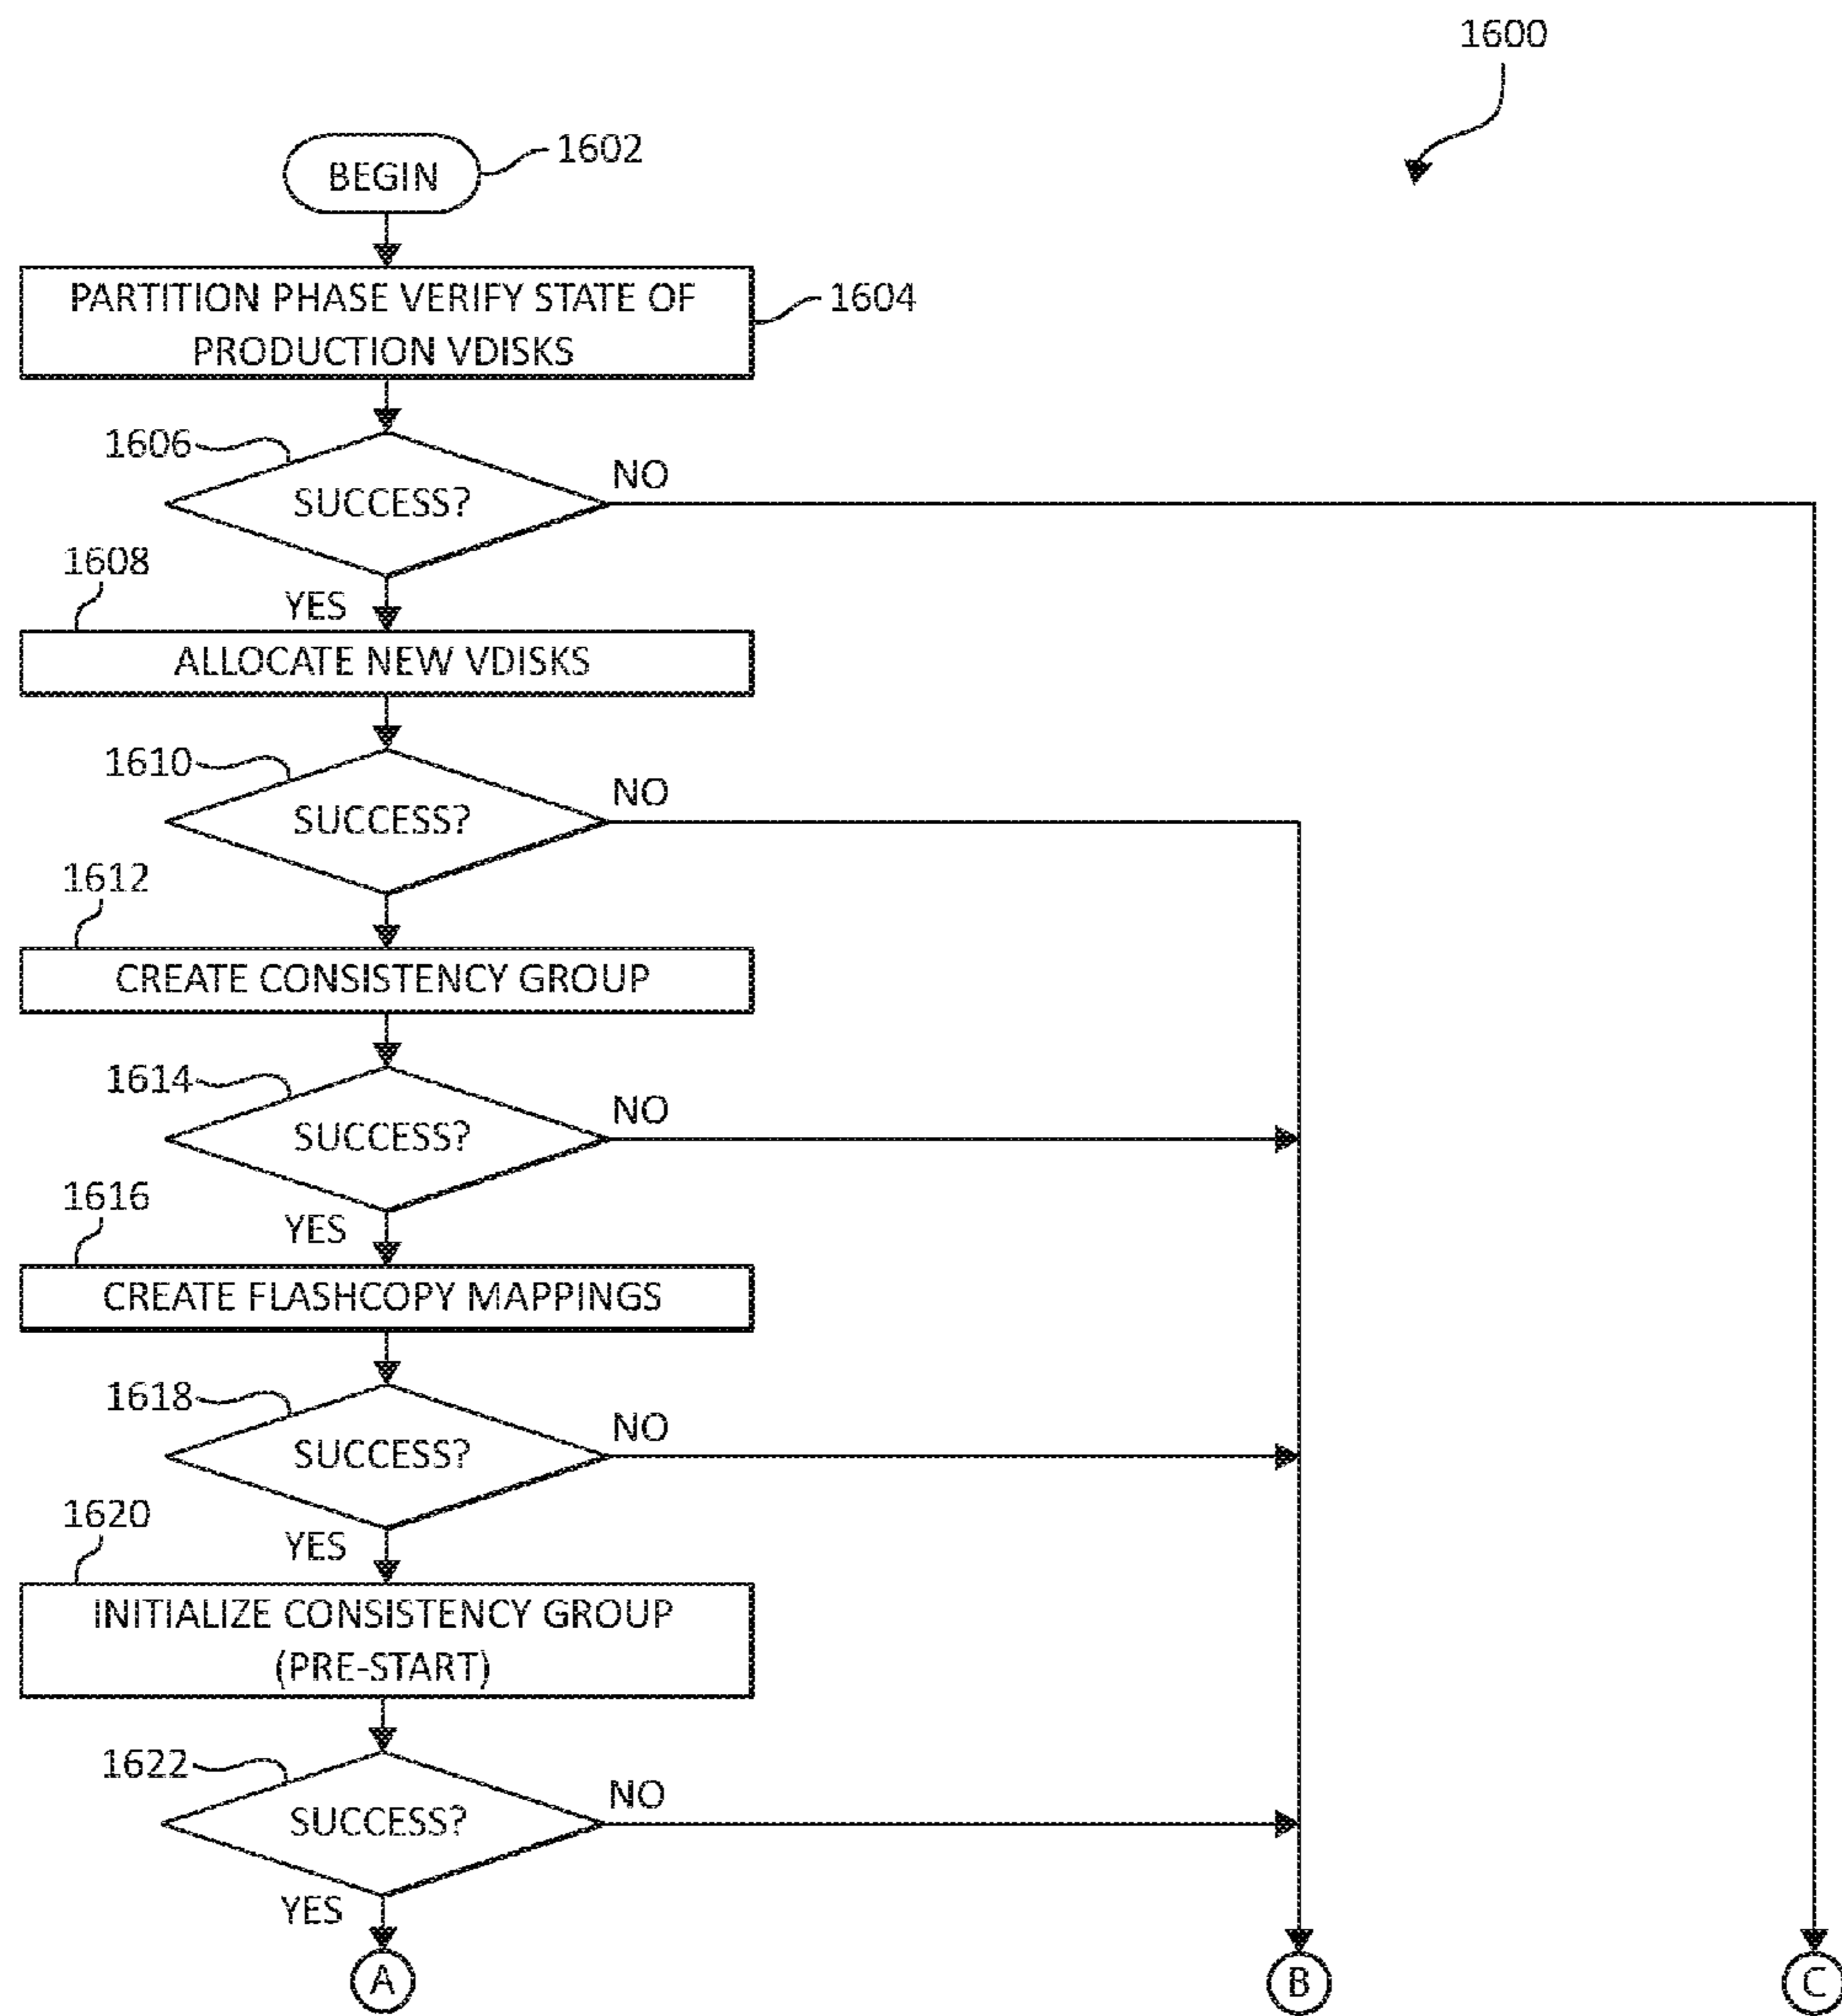 1600
BEGIN
1602
PARTITION PHASE VERIFY STATE OF
PRODUCTION VDISKS
1604
1606
SUCCESS?
NO
1608
YES
ALLOCATE NEW VDISKS
1610
SUCCESS?
NO
1612
CREATE CONSISTENCY GROUP
1614
SUCCESS?
NO
1616
YES
CREATE FLASHCOPY MAPPINGS
1618
SUCCESS?
NO
1620
YES
INITIALIZE CONSISTENCY GROUP
(PRE-START)
1622
SUCCESS?
NO
YES
A
B
C